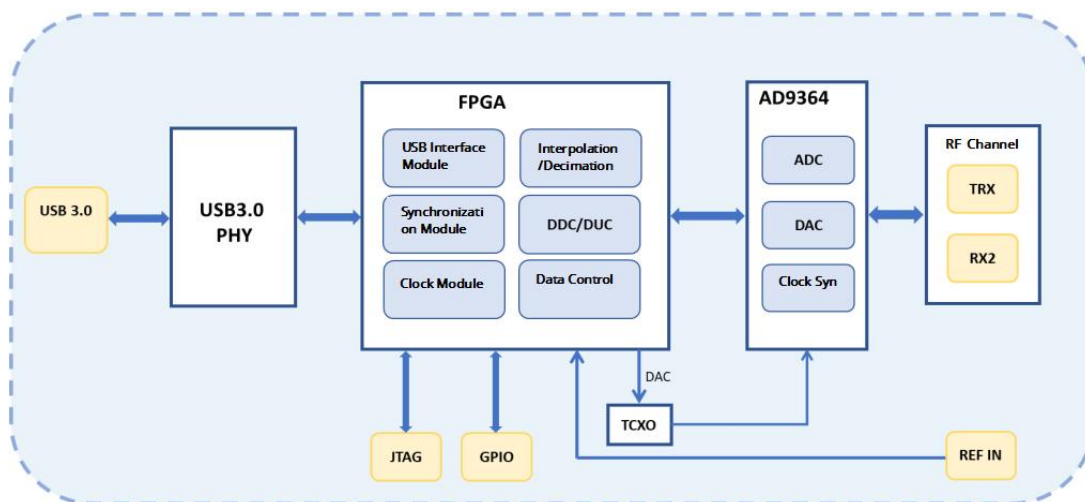 FPGA
AD9364
USB Interface
Module
Interpolation
/Decimation
RF Channel
ADC
TRX
USB 3.0
USB3.0
PHY
Synchronizati
on Module
DDC/DUC
DAC
RX2
Clock Module
Data Control
Clock Syn
DAC
TCXO
JTAG
GPIO
REF IN